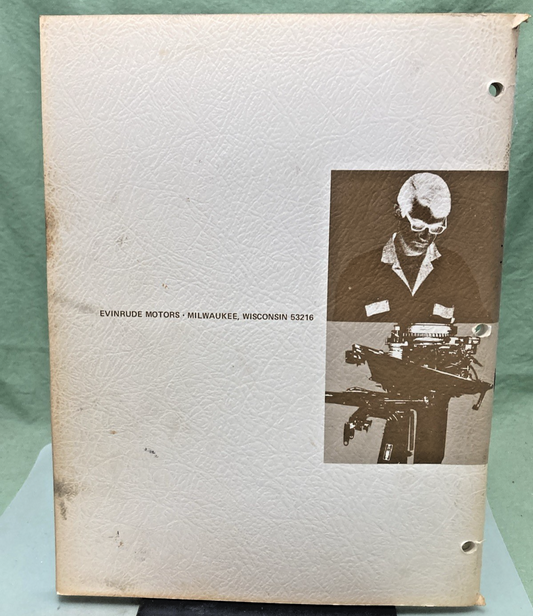 EVINRUDE MOTORS · MILWAUKEE, WISCONSIN 53216